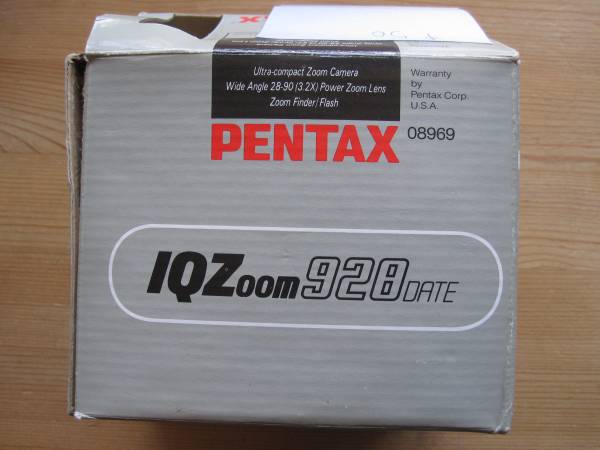 Ultra-compact Zoom Camera
Wide Angle 28-90 (3.2X) Power Zoom Lens
Zoom Finder/Flash
Warranty
by
Pentax Corp.
U.S.A.
PENTAX 08969
IQZoom 928 DATE